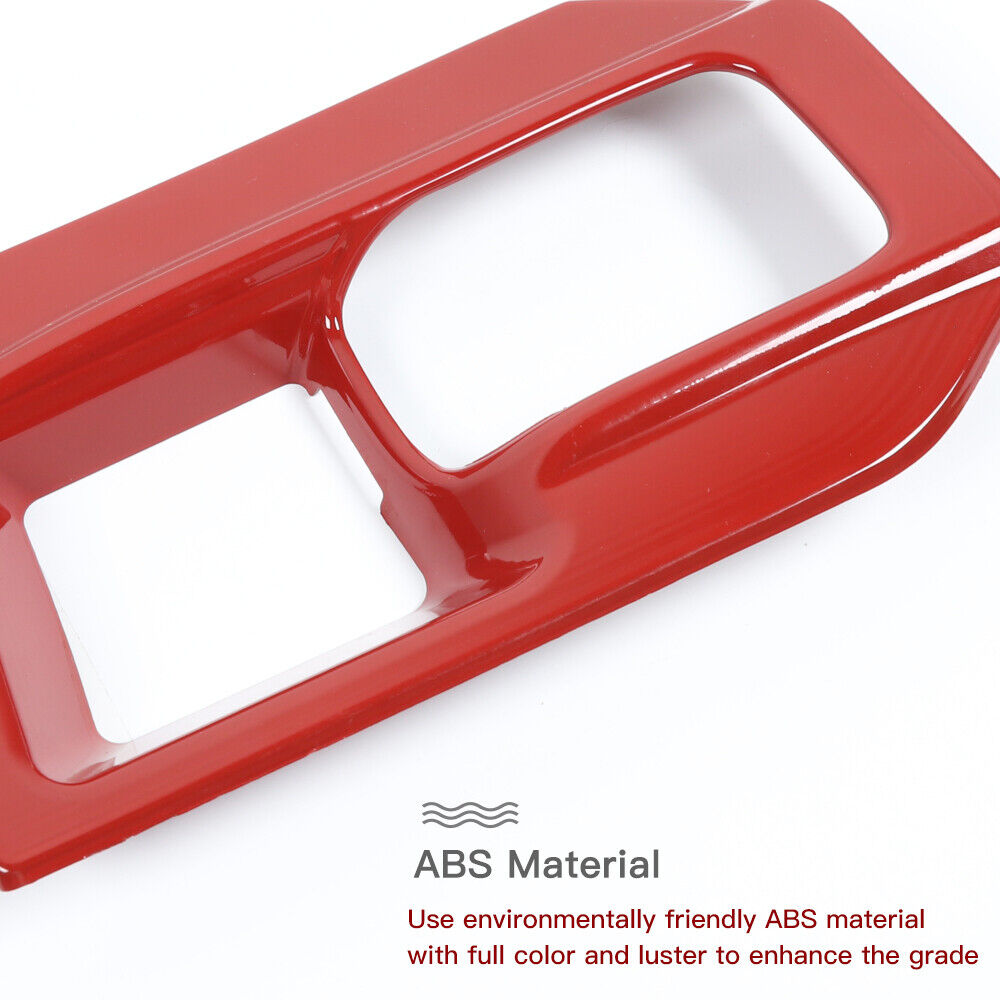 ABS Material
Use environmentally friendly ABS material
with full color and luster to enhance the grade